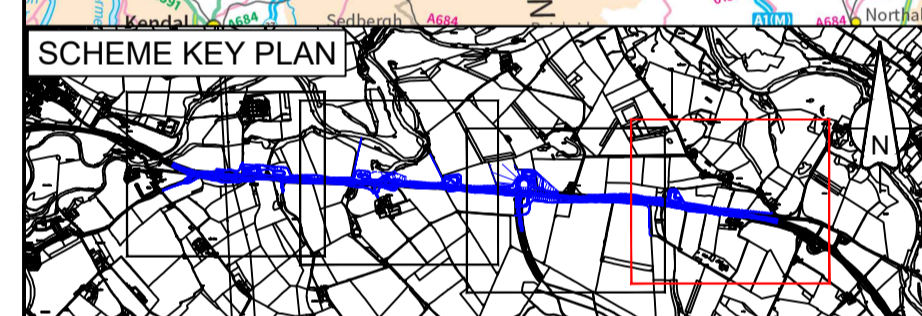 Kendal
A684
Sedbergh
A684
A1(M)
A684
Northal
SCHEME KEY PLAN
N
N